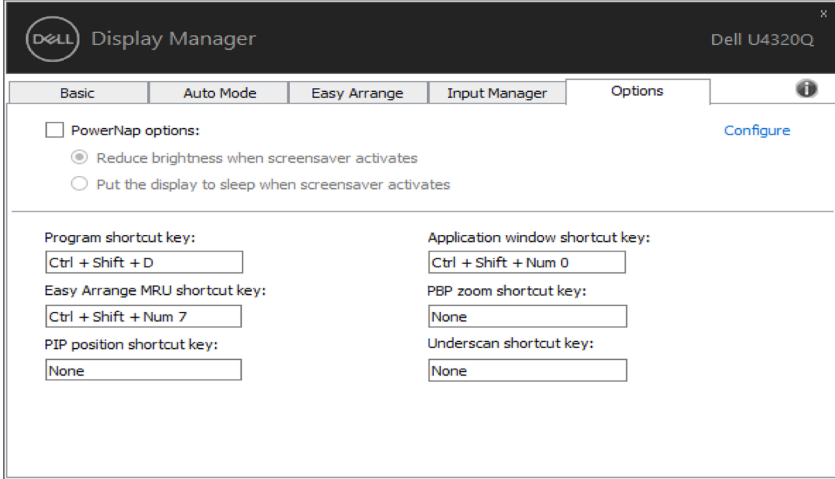 x
DELL Display Manager
Dell U4320Q
Basic Auto Mode Easy Arrange Input Manager Options
PowerNap options:
Configure
Reduce brightness when screensaver activates
Put the display to sleep when screensaver activates
Program shortcut key:
Application window shortcut key:
Ctrl + Shift + D
Ctrl + Shift + Num 0
Easy Arrange MRU shortcut key:
PBP zoom shortcut key:
Ctrl + Shift + Num 7
None
PIP position shortcut key:
Underscan shortcut key:
None
None